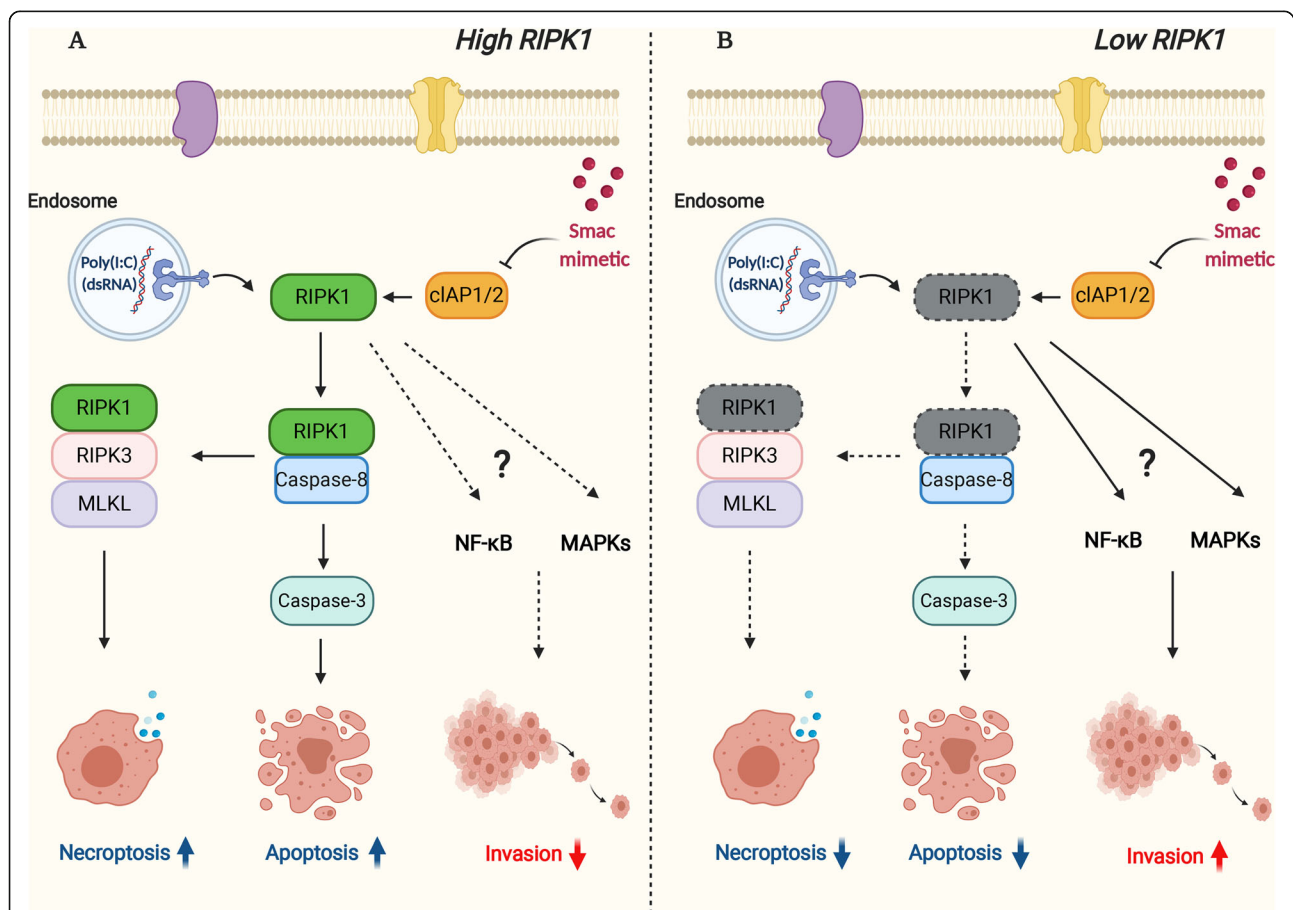 A
High RIPK1
Endosome
Poly(I:C)
(dsRNA)
Smac
mimetic
RIPK1
cIAP1/2
RIPK1
RIPK3
MLKL
RIPK1
Caspase-8
?
NF-κB
MAPKs
Caspase-3
Necroptosis
Apoptosis
Invasion
B
Low RIPK1
Endosome
Poly(I:C)
(dsRNA)
Smac
mimetic
RIPK1
cIAP1/2
RIPK1
RIPK3
MLKL
RIPK1
Caspase-8
?
NF-κB
MAPKs
Caspase-3
Necroptosis
Apoptosis
Invasion